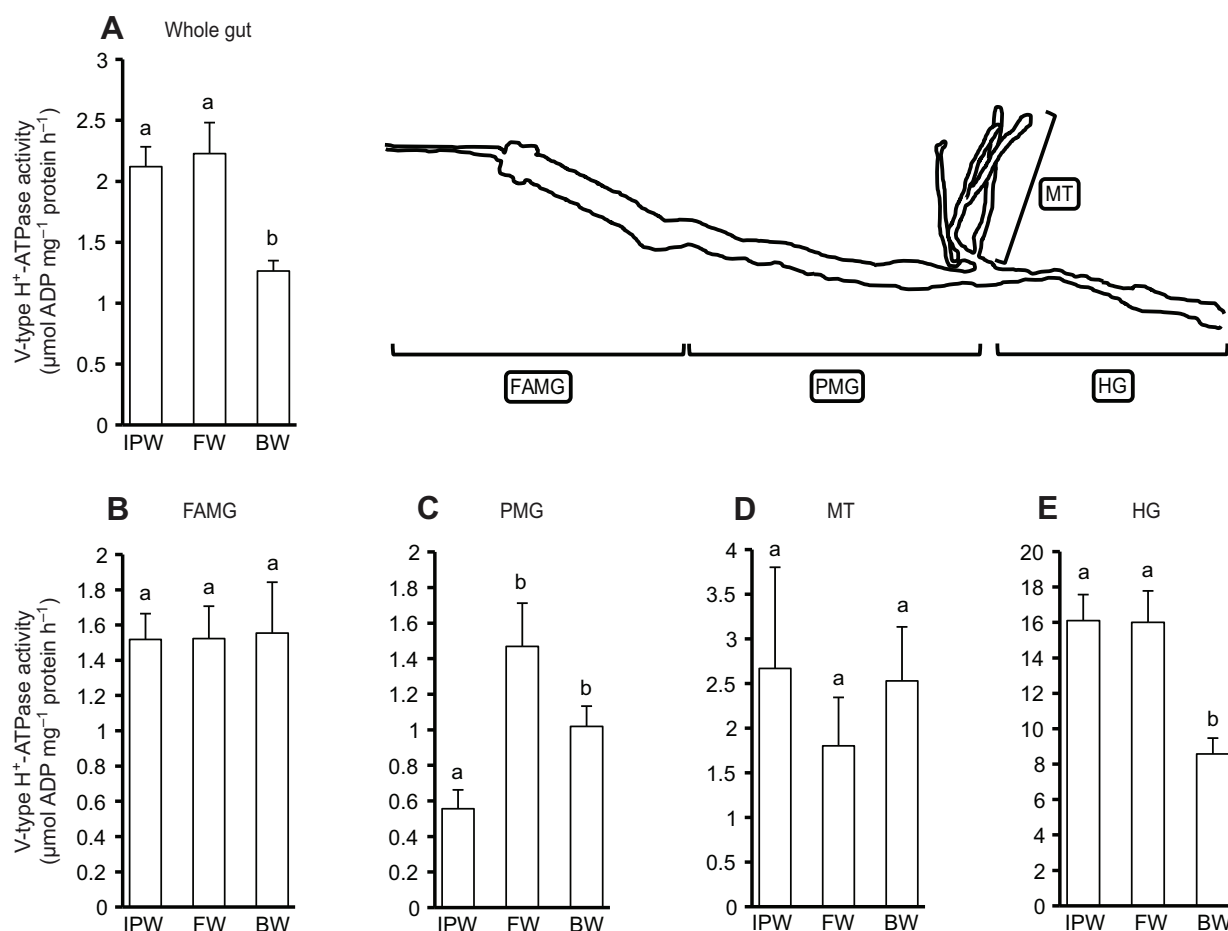 A Whole gut
V-type H⁺-ATPase activity
(µmol ADP mg⁻¹ protein h⁻¹)
3
2.5
2
1.5
1
0.5
0
a
a
b
IPW FW BW
MT
FAMG PMG HG
B FAMG
V-type H⁺-ATPase activity
(µmol ADP mg⁻¹ protein h⁻¹)
2
1.8
1.6
1.4
1.2
1
0.8
0.6
0.4
0.2
0
a
a
a
IPW FW BW
C PMG
2
1.8
1.6
1.4
1.2
1
0.8
0.6
0.4
0.2
0
a
b
b
IPW FW BW
D MT
4
3.5
3
2.5
2
1.5
1
0.5
0
a
a
a
IPW FW BW
E HG
20
18
16
14
12
10
8
6
4
2
0
a
a
b
IPW FW BW